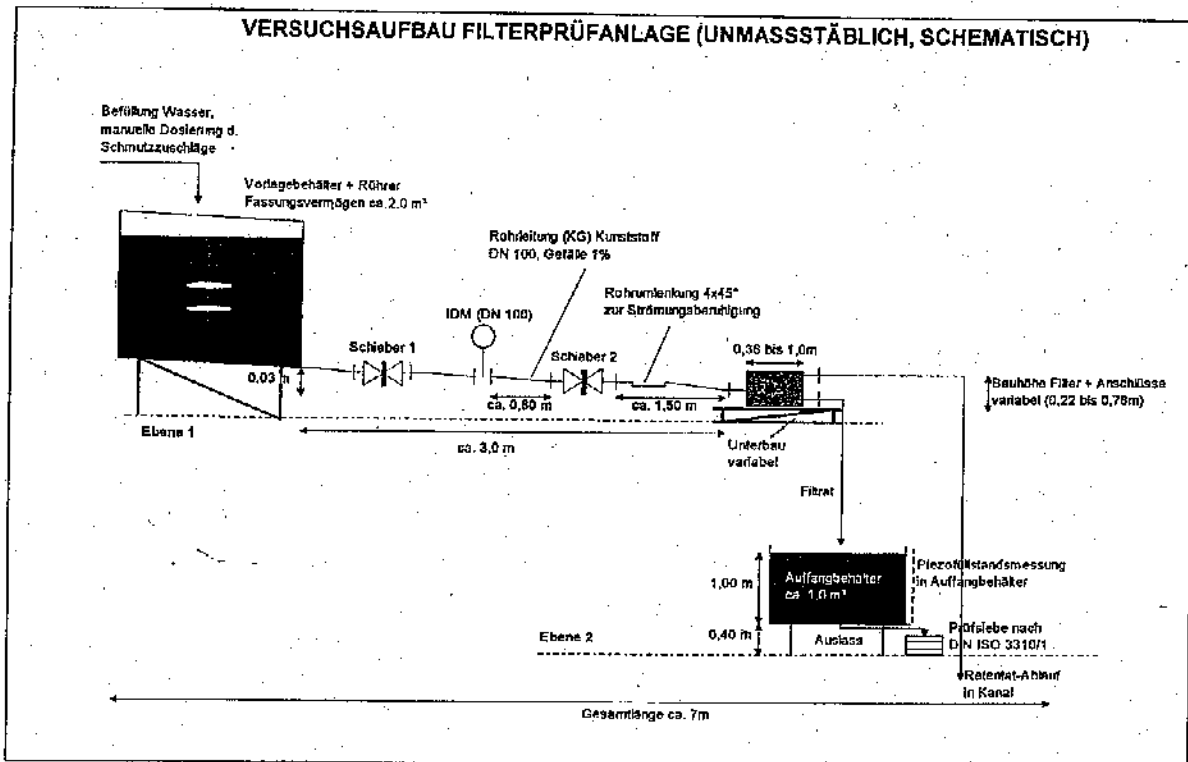 VERSUCHSAUFBAU FILTERPRÜFANLAGE (UNMASSSTÄBLICH, SCHEMATISCH)
Befüllung Wasser,
manuelle Dosierung d.
Schmutzzuschläge
Vorlagebehälter + Rührer
Fassungsvermögen ca.2.0 m³
Rohrleitung (KG) Kunststoff
DN 100, Gefälle 1%
Rohrumlenkung 4x45°
zur Strömungsberuhigung
IDM (DN 100)
Schieber 1
Schieber 2
0,36 bis 1,0m
0,03 m
ca. 0,60 m
ca. 1,50 m
Bauhöhe Filter + Anschlüsse
variabel (0,22 bis 0,76m)
Ebene 1
ca. 3,0 m
Unterbau
variabel
Filtrat
1,00 m
Auffangbehälter
ca. 1,0 m³
Piezofüllstandsmessung
in Auffangbehälter
Ebene 2
0,40 m
Auslass
Prüfsiebe nach
DIN ISO 3310/1
Retentat-Ablauf
in Kanal
Gesamtlänge ca. 7m